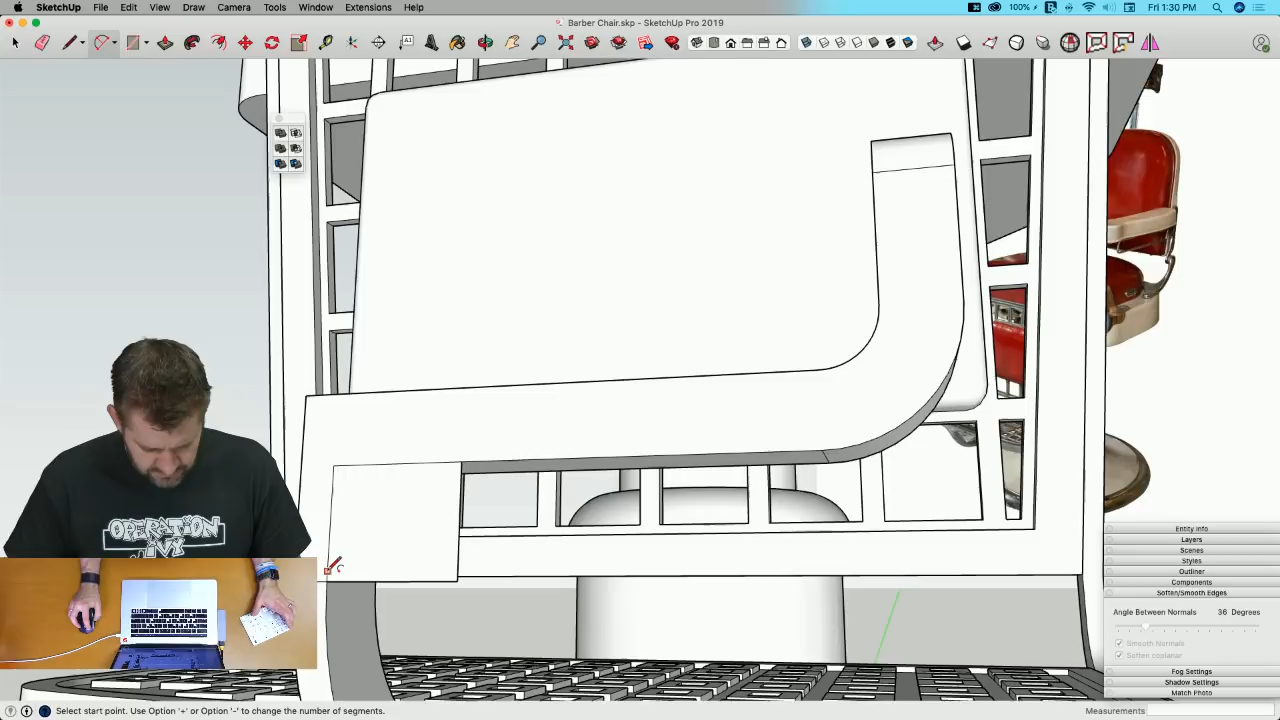 SketchUp File Edit View Draw Camera Tools Window Extensions Help
100% Fri 1:30 PM
Barber Chair.skp - SketchUp Pro 2019
OPERATION
IVY
Entity Info
Layers
Scenes
Styles
Outliner
Components
Soften/Smooth Edges
Angle Between Normals 36 Degrees
Smooth Normals
Soften coplanar
Fog Settings
Shadow Settings
Match Photo
Select start point. Use Option '+' or Option '-' to change the number of segments.
Measurements